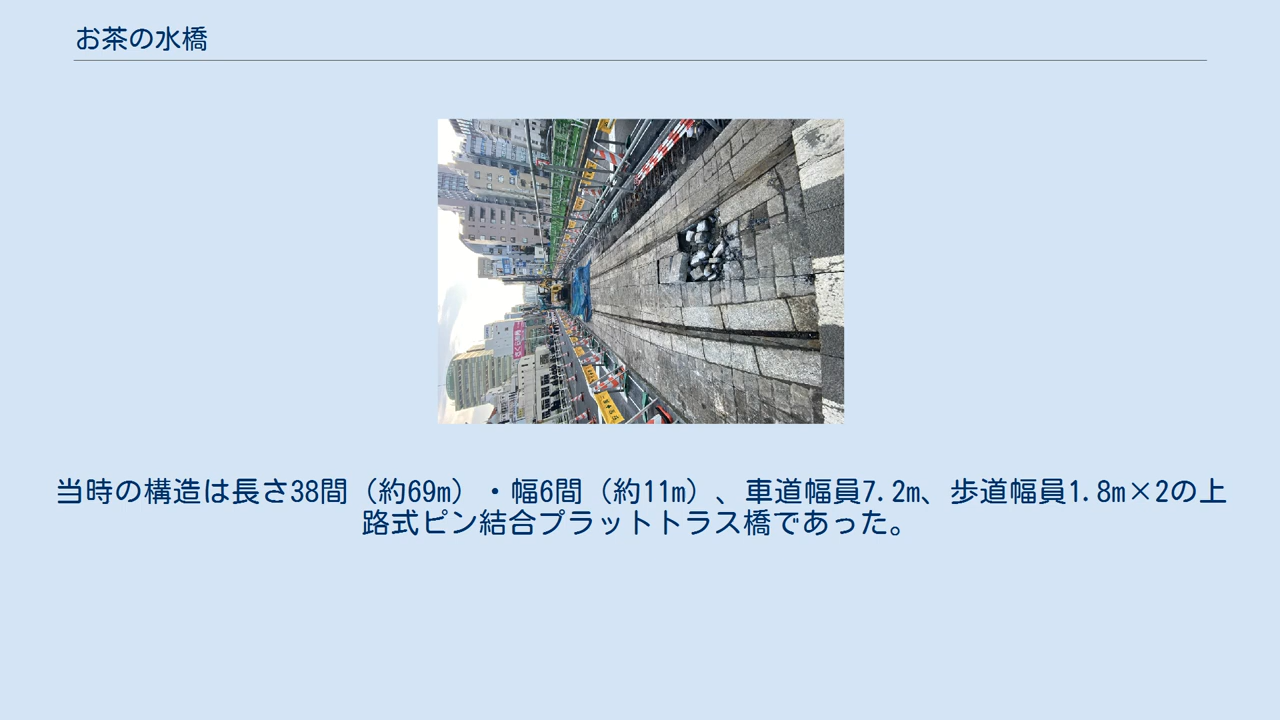 お茶の水橋
当時の構造は長さ38間（約69m）・幅6間（約11m）、車道幅員7.2m、歩道幅員1.8m×2の上
路式ピン結合プラットトラス橋であった。